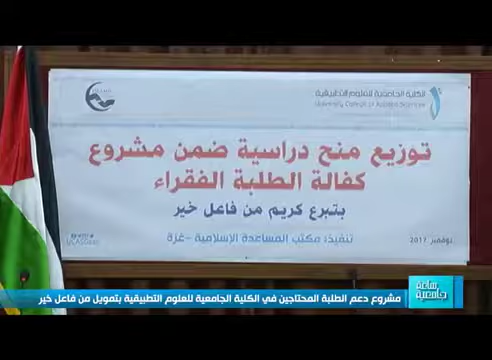 الكلية الجامعية للعلوم التطبيقية
University College of Applied Sciences
توزيع منح دراسية ضمن مشروع
كفالة الطلبة الفقراء
بتبرع كريم من فاعل خير
تنفيذ: مكتب المساعدة الإسلامية -غزة
نوفمبر 2017
UCASGaza
ساعة
جامعية
مشروع دعم الطلبة المحتاجين في الكلية الجامعية للعلوم التطبيقية بتمويل من فاعل خير